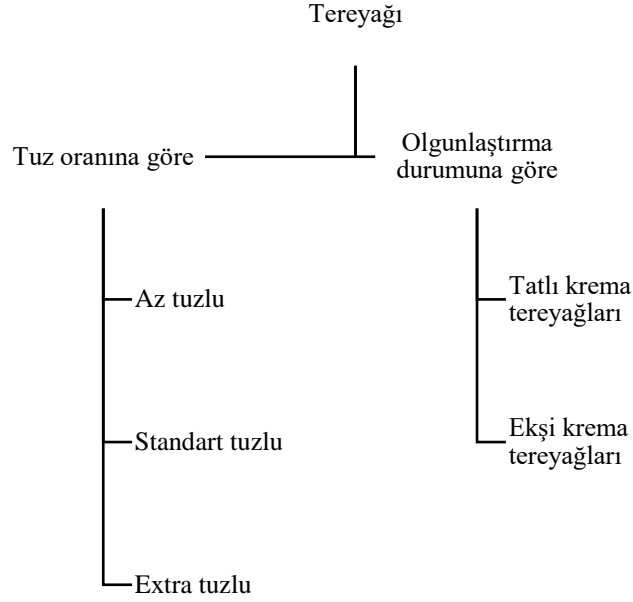 Tereyağı
Tuz oranına göre
Olgunlaştırma
durumuna göre
Az tuzlu
Standart tuzlu
Extra tuzlu
Tatlı krema
tereyağları
Ekşi krema
tereyağları